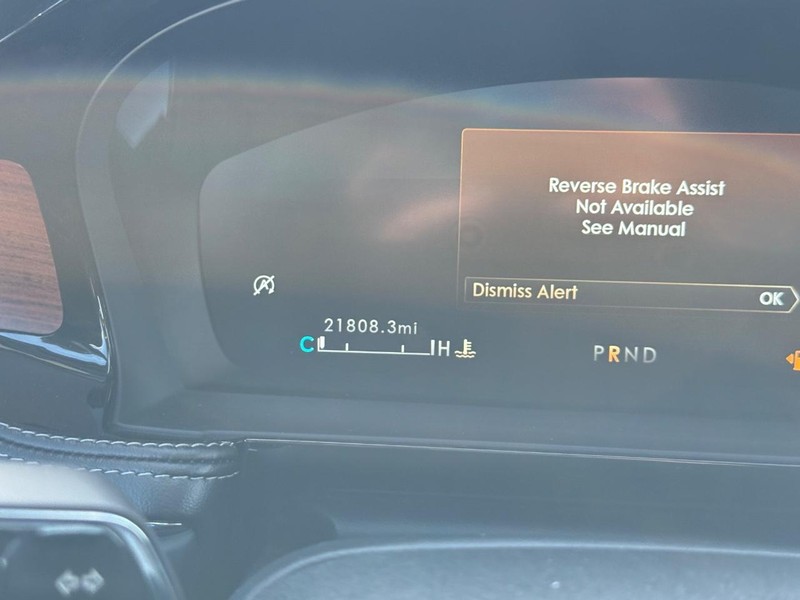 Reverse Brake Assist
Not Available
See Manual
Dismiss Alert OK
A
21808.3mi
C H
PRND